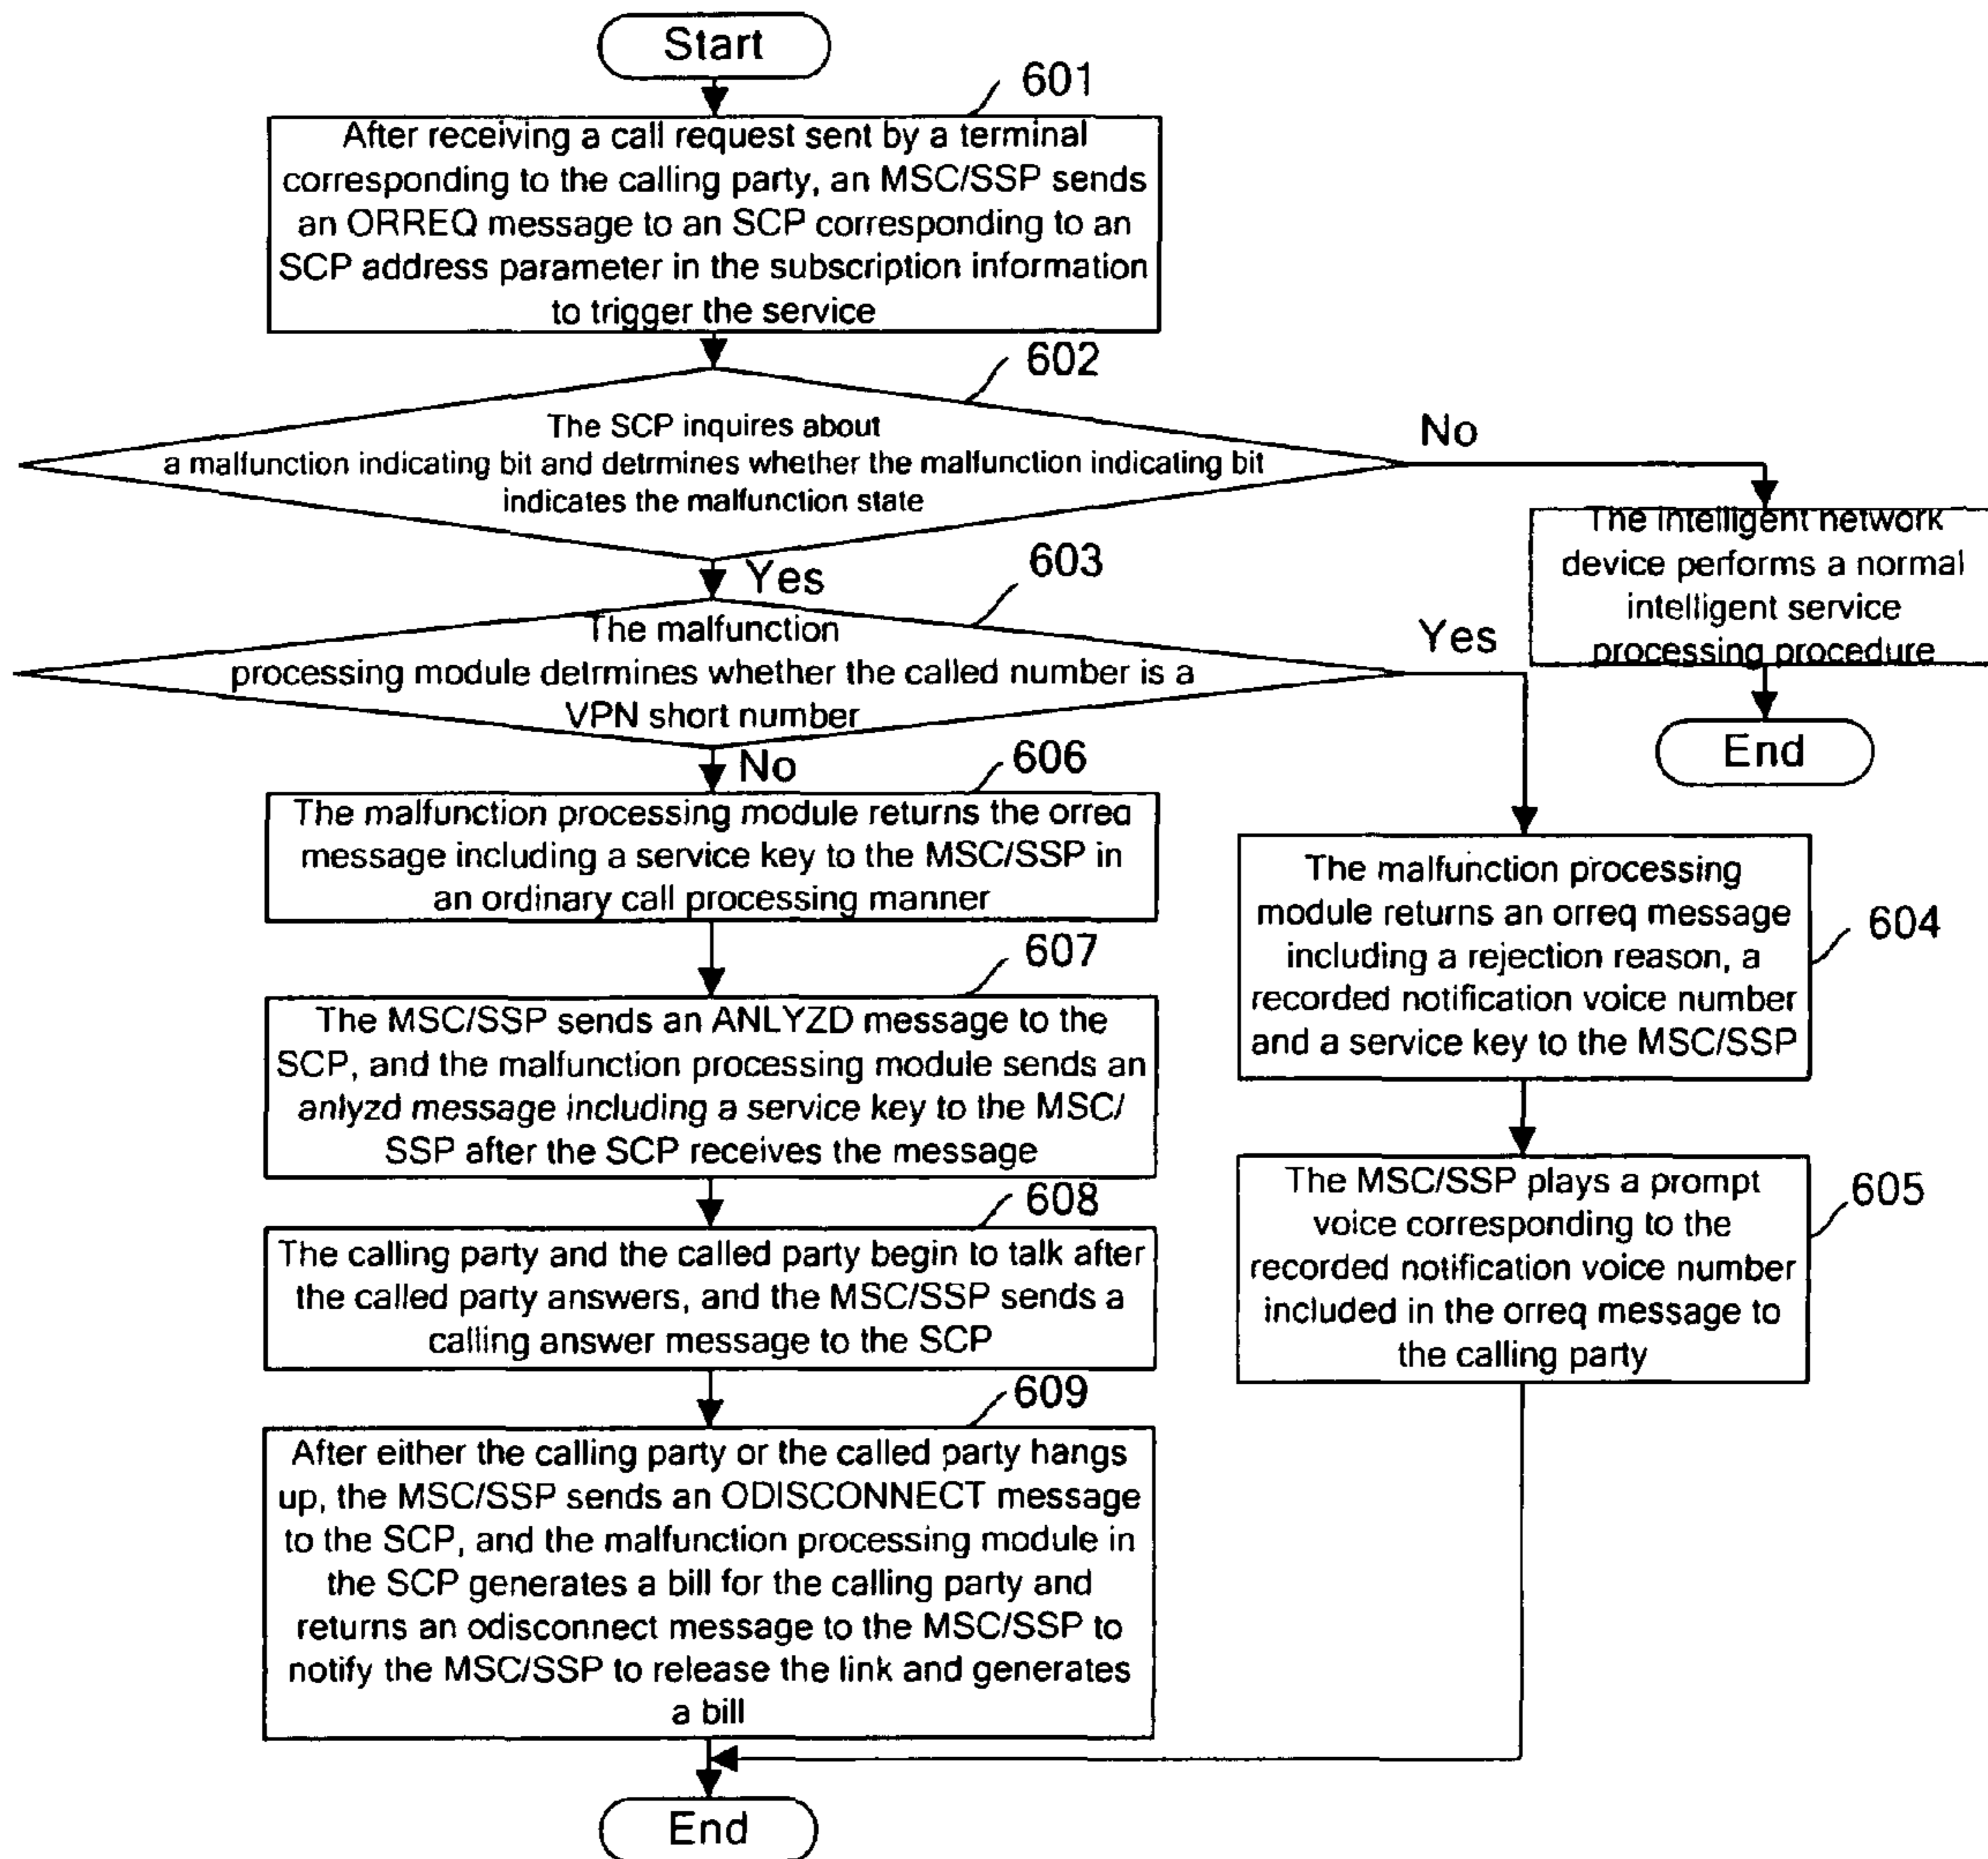 Start
601
After receiving a call request sent by a terminal
corresponding to the calling party, an MSC/SSP sends
an ORREQ message to an SCP corresponding to an
SCP address parameter in the subscription information
to trigger the service
602
The SCP inquires about
a malfunction indicating bit and detrmines whether the malfunction indicating bit
indicates the malfunction state
No
The intelligent network
device performs a normal
intelligent service
processing procedure
End
Yes
603
The malfunction
processing module detrmines whether the called number is a
VPN short number
Yes
No
606
The malfunction processing module returns the orreq
message including a service key to the MSC/SSP in
an ordinary call processing manner
607
The MSC/SSP sends an ANLYZD message to the
SCP, and the malfunction processing module sends an
anlyzd message including a service key to the MSC/
SSP after the SCP receives the message
608
The calling party and the called party begin to talk after
the called party answers, and the MSC/SSP sends a
calling answer message to the SCP
609
After either the calling party or the called party hangs
up, the MSC/SSP sends an ODISCONNECT message
to the SCP, and the malfunction processing module in
the SCP generates a bill for the calling party and
returns an odisconnect message to the MSC/SSP to
notify the MSC/SSP to release the link and generates
a bill
The malfunction processing
module returns an orreq message
including a rejection reason, a
recorded notification voice number
and a service key to the MSC/SSP
604
The MSC/SSP plays a prompt
voice corresponding to the
recorded notification voice number
included in the orreq message to
the calling party
605
End